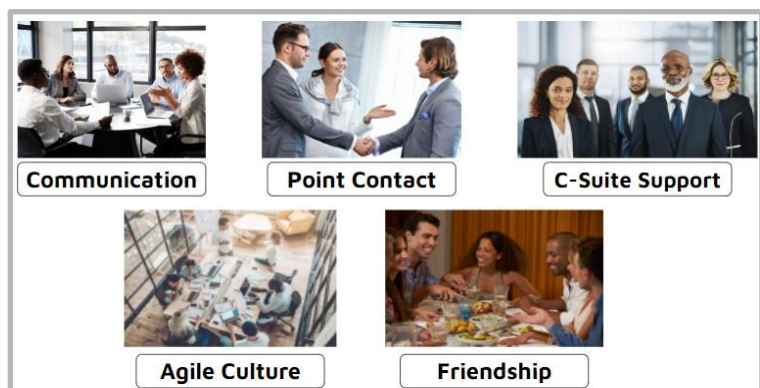 Communication
Point Contact
C-Suite Support
Agile Culture
Friendship